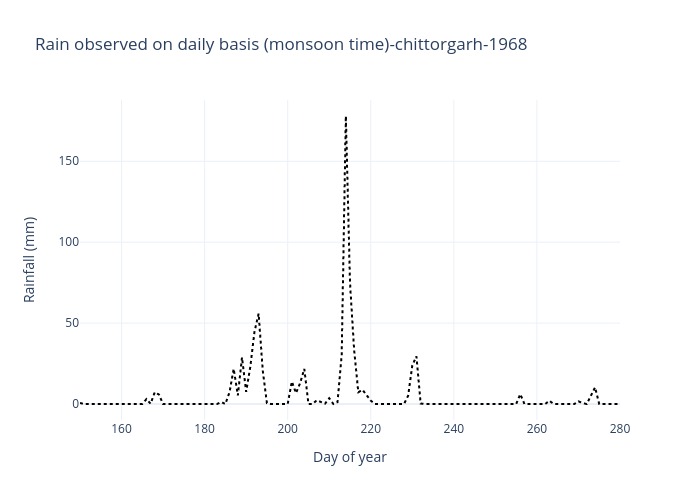 Rain observed on daily basis (monsoon time)-chittorgarh-1968
150
100
50
0
Rainfall (mm)
160 180 200 220 240 260 280
Day of year